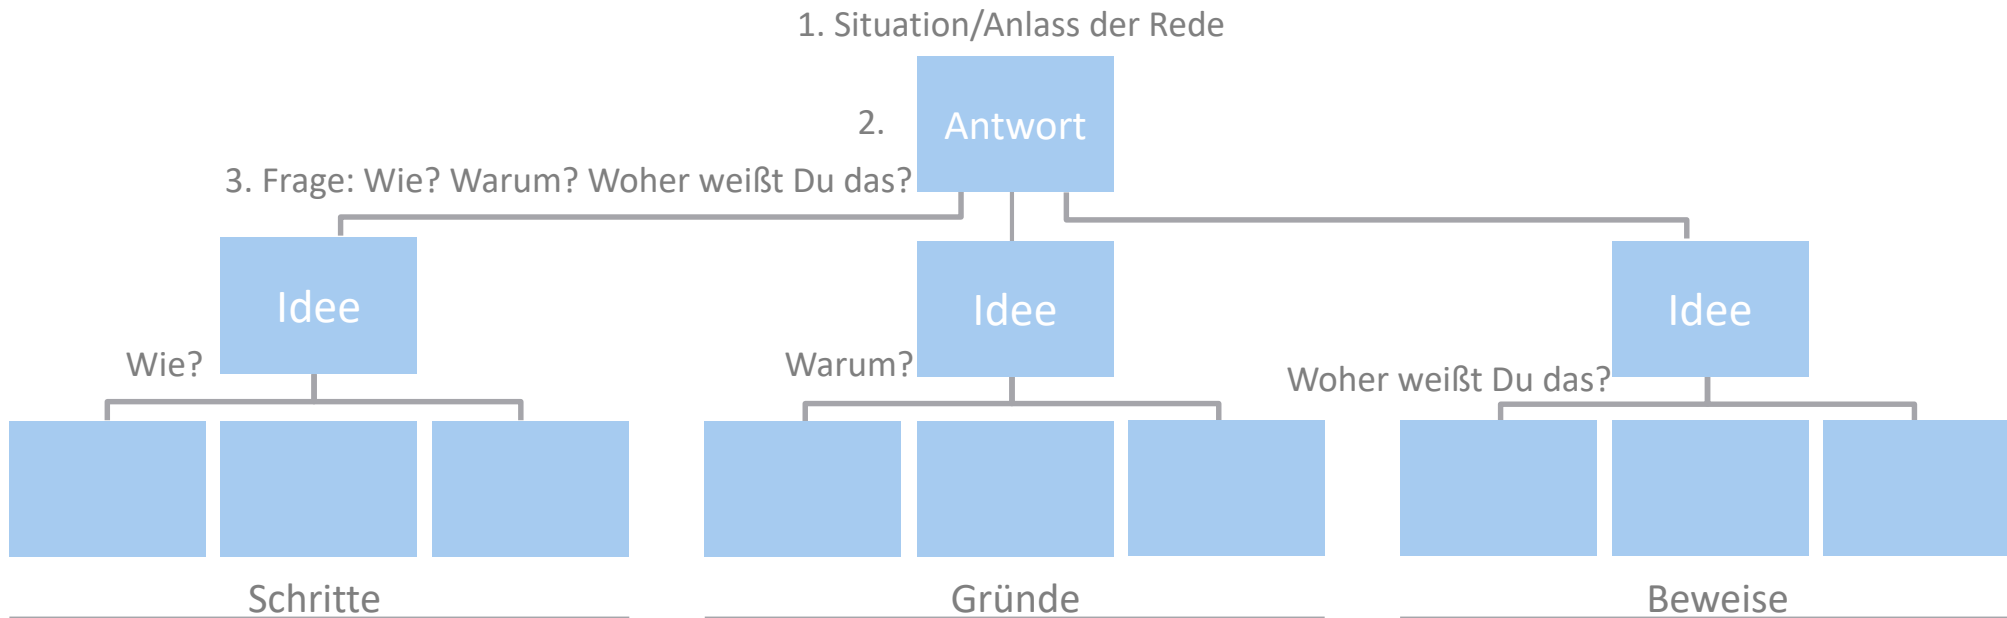 1. Situation/Anlass der Rede
2.
Antwort
3. Frage: Wie? Warum? Woher weißt Du das?
Idee
Idee
Idee
Wie?
Warum?
Woher weißt Du das?
Schritte
Gründe
Beweise